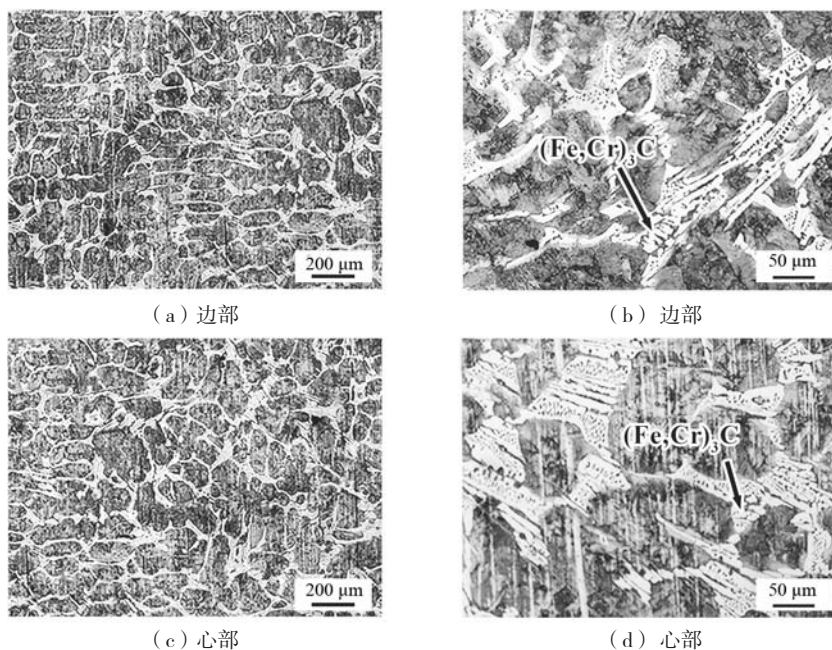 200 μm
(Fe,Cr)₃C
50 μm
（a）边部
（b） 边部
200 μm
(Fe,Cr)₃C
50 μm
（c）心部
（d） 心部